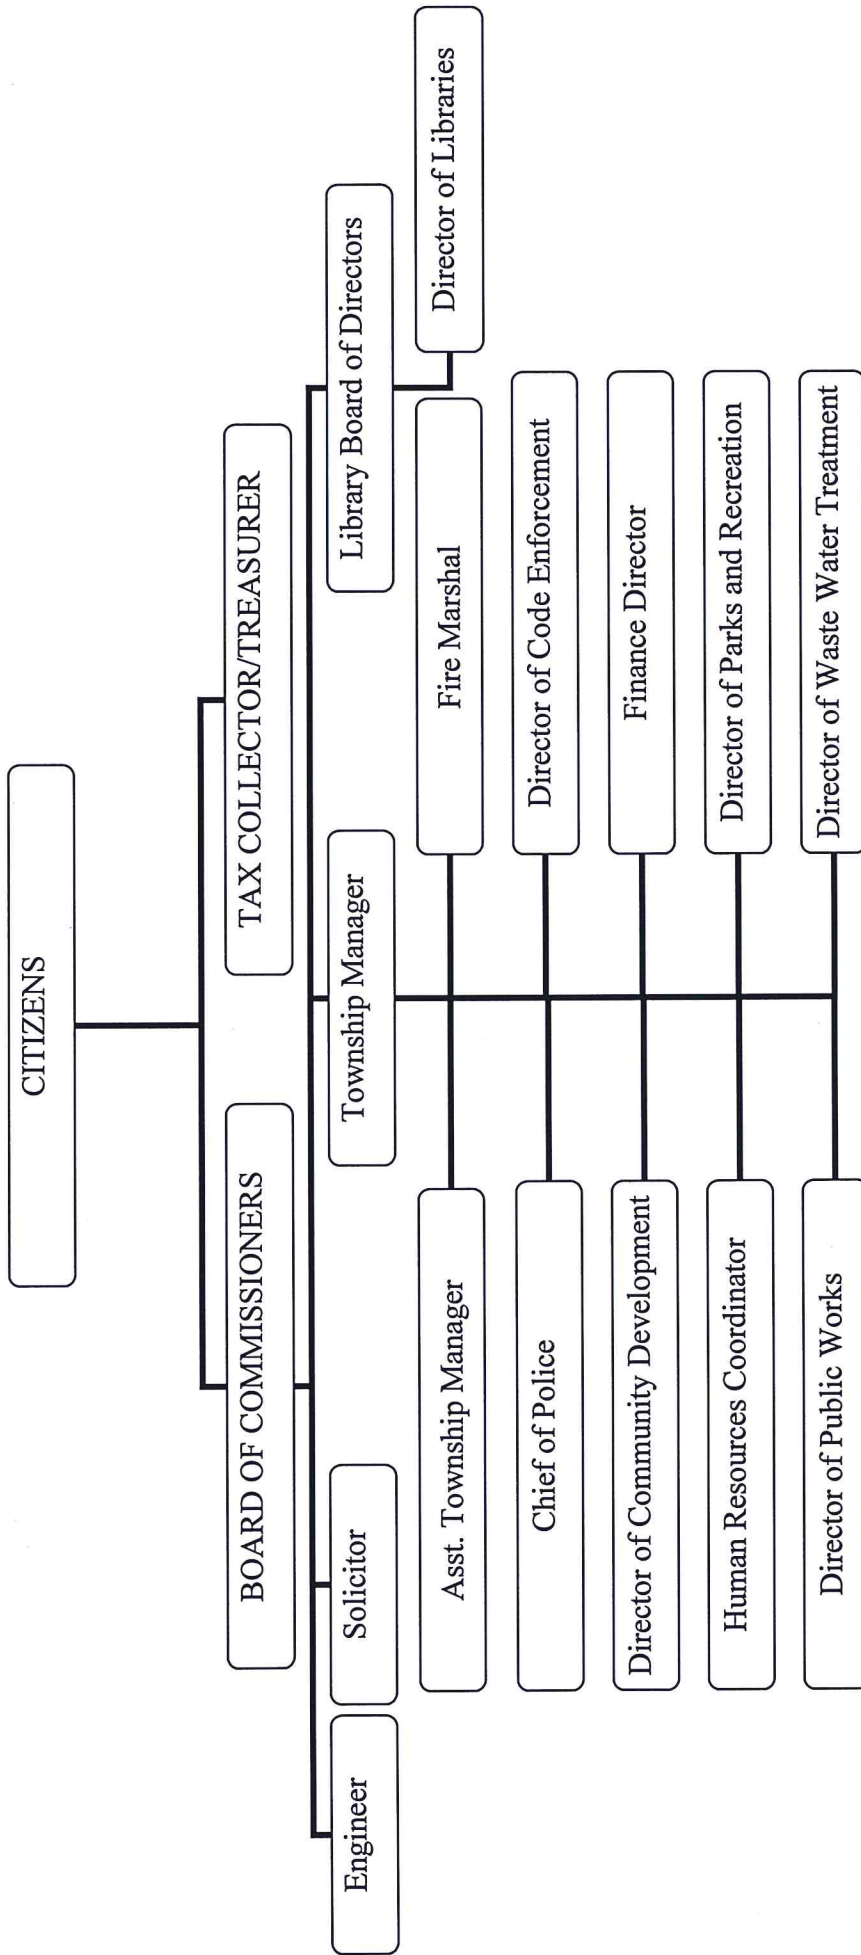 CITIZENS
BOARD OF COMMISSIONERS
TAX COLLECTOR/TREASURER
Engineer
Solicitor
Township Manager
Library Board of Directors
Director of Libraries
Asst. Township Manager
Fire Marshal
Chief of Police
Director of Code Enforcement
Director of Community Development
Finance Director
Human Resources Coordinator
Director of Parks and Recreation
Director of Public Works
Director of Waste Water Treatment